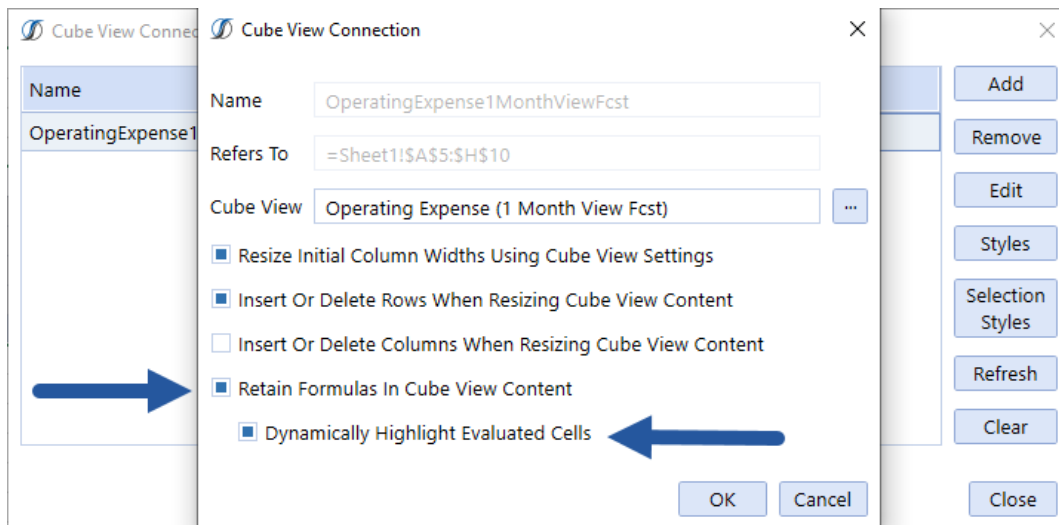 Cube View Connec
Cube View Connection
Name
OperatingExpense1
Name
OperatingExpense1MonthViewFcst
Refers To
=Sheet1!$A$5:$H$10
Cube View
Operating Expense (1 Month View Fcst)
...
Resize Initial Column Widths Using Cube View Settings
Insert Or Delete Rows When Resizing Cube View Content
Insert Or Delete Columns When Resizing Cube View Content
Retain Formulas In Cube View Content
Dynamically Highlight Evaluated Cells
OK
Cancel
Add
Remove
Edit
Styles
Selection
Styles
Refresh
Clear
Close